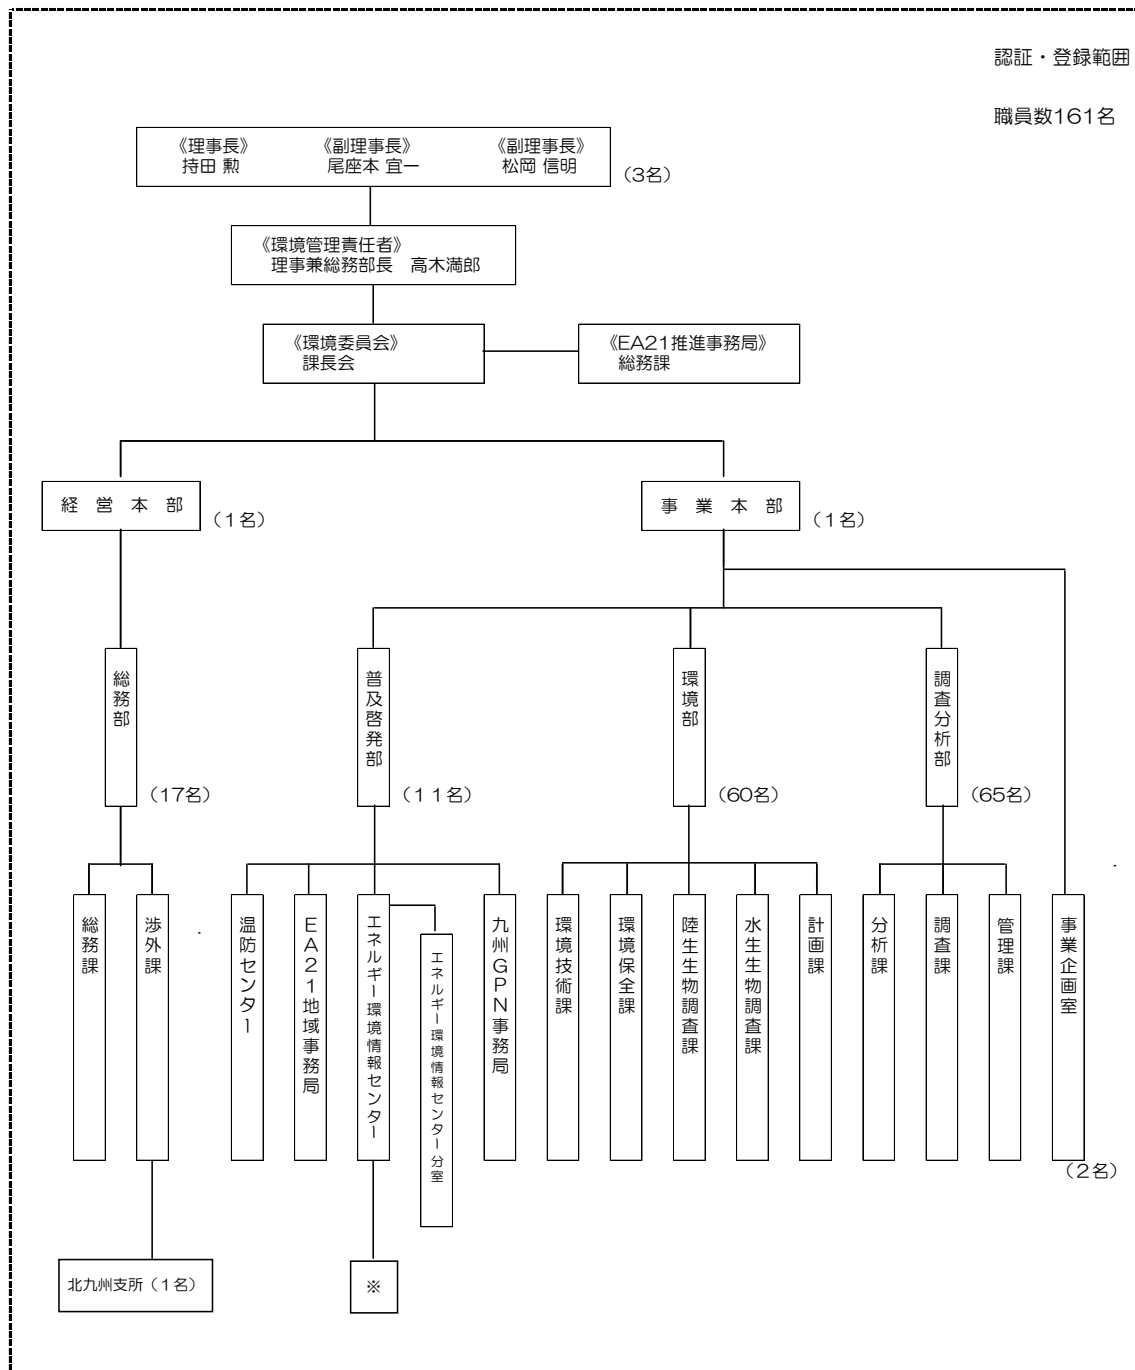 認証・登録範囲
職員数161名
《理事長》 《副理事長》 《副理事長》
持田 勲 尾座本 宜一 松岡 信明
(3名)
《環境管理責任者》
理事兼総務部長 高木満郎
《環境委員会》
課長会
《EA21推進事務局》
総務課
経営本部
(1名)
事業本部
(1名)
総務部
(17名)
普及啓発部
(11名)
環境部
(60名)
調査分析部
(65名)
総務課
渉外課
温防センター
EA21地域事務局
エネルギー環境情報センター
エネルギー環境情報センター分室
九州GPN事務局
環境技術課
環境保全課
陸生生物調査課
水生生物調査課
計画課
分析課
調査課
管理課
事業企画室
(2名)
北九州支所(1名)
※